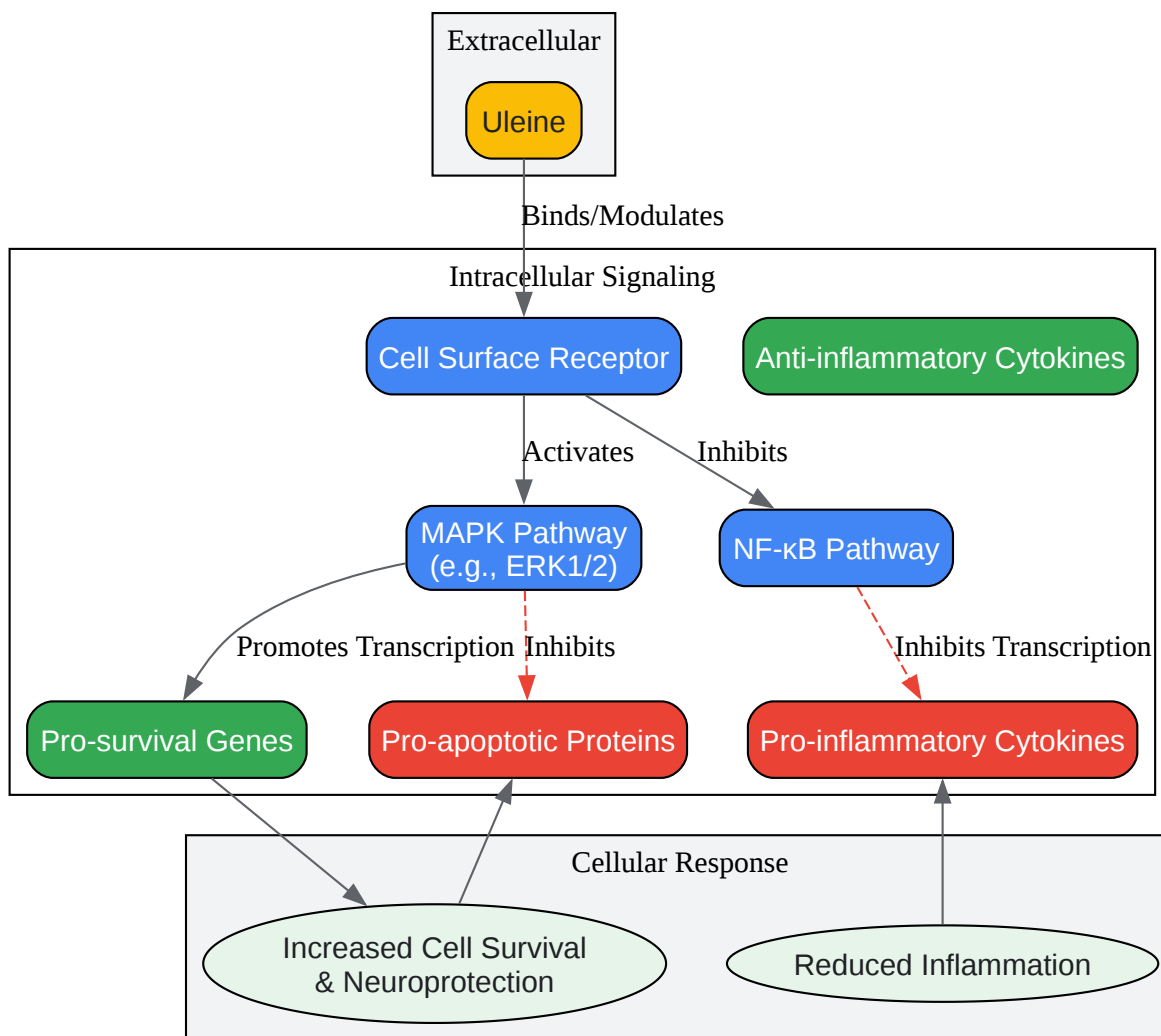 Extracellular
Uleine
Binds/Modulates
Intracellular Signaling
Cell Surface Receptor
Anti-inflammatory Cytokines
Activates
Inhibits
MAPK Pathway
(e.g., ERK1/2)
NF-κB Pathway
Promotes Transcription
Inhibits
Inhibits Transcription
Pro-survival Genes
Pro-apoptotic Proteins
Pro-inflammatory Cytokines
Cellular Response
Increased Cell Survival
& Neuroprotection
Reduced Inflammation